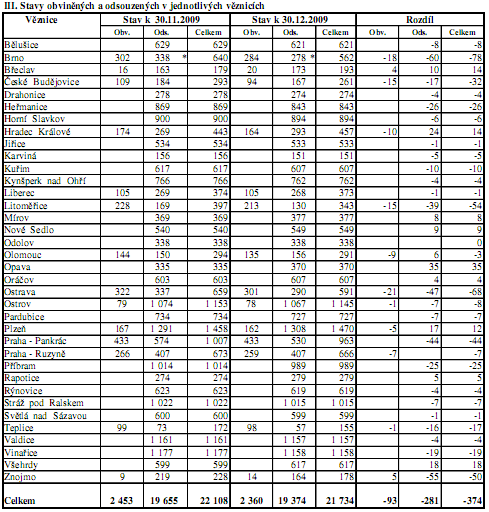 III. Stavy obviněných a odsouzených v jednotlivých věznicích
Věznice Stav k 30.11.2009 Stav k 30.12.2009 Rozdíl
Obv. Ods. Celkem Obv. Ods. Celkem Obv. Ods. Celkem
Bělušice 629 629 621 621 -8 -8
Brno 302 338 * 640 284 278 * 562 -18 -60 -78
Břeclav 16 163 179 20 173 193 4 10 14
České Budějovice 109 184 293 94 167 261 -15 -17 -32
Drahonice 278 278 274 274 -4 -4
Heřmanice 869 869 843 843 -26 -26
Horní Slavkov 900 900 894 894 -6 -6
Hradec Králové 174 269 443 164 293 457 -10 24 14
Jiřice 534 534 533 533 -1 -1
Karviná 156 156 151 151 -5 -5
Kuřim 617 617 607 607 -10 -10
Kynšperk nad Ohří 766 766 762 762 -4 -4
Liberec 105 269 374 105 268 373 -1 -1
Litoměřice 228 169 397 213 130 343 -15 -39 -54
Mírov 369 369 377 377 8 8
Nové Sedlo 540 540 549 549 9 9
Odolov 338 338 338 338 0
Olomouc 144 150 294 135 156 291 -9 6 -3
Opava 335 335 370 370 35 35
Oráčov 603 603 607 607 4 4
Ostrava 322 337 659 301 290 591 -21 -47 -68
Ostrov 79 1 074 1 153 78 1 067 1 145 -1 -7 -8
Pardubice 734 734 727 727 -7 -7
Plzeň 167 1 291 1 458 162 1 308 1 470 -5 17 12
Praha - Pankrác 433 574 1 007 433 530 963 -44 -44
Praha - Ruzyně 266 407 673 259 407 666 -7 -7
Příbram 1 014 1 014 989 989 -25 -25
Rapotice 274 274 279 279 5 5
Rýnovice 623 623 619 619 -4 -4
Stráž pod Ralskem 1 022 1 022 1 015 1 015 -7 -7
Světlá nad Sázavou 600 600 599 599 -1 -1
Teplice 99 73 172 98 57 155 -1 -16 -17
Valdice 1 161 1 161 1 157 1 157 -4 -4
Vinařice 1 177 1 177 1 158 1 158 -19 -19
Všehrdy 599 599 617 617 18 18
Znojmo 9 219 228 14 164 178 5 -55 -50
Celkem 2 453 19 655 22 108 2 360 19 374 21 734 -93 -281 -374